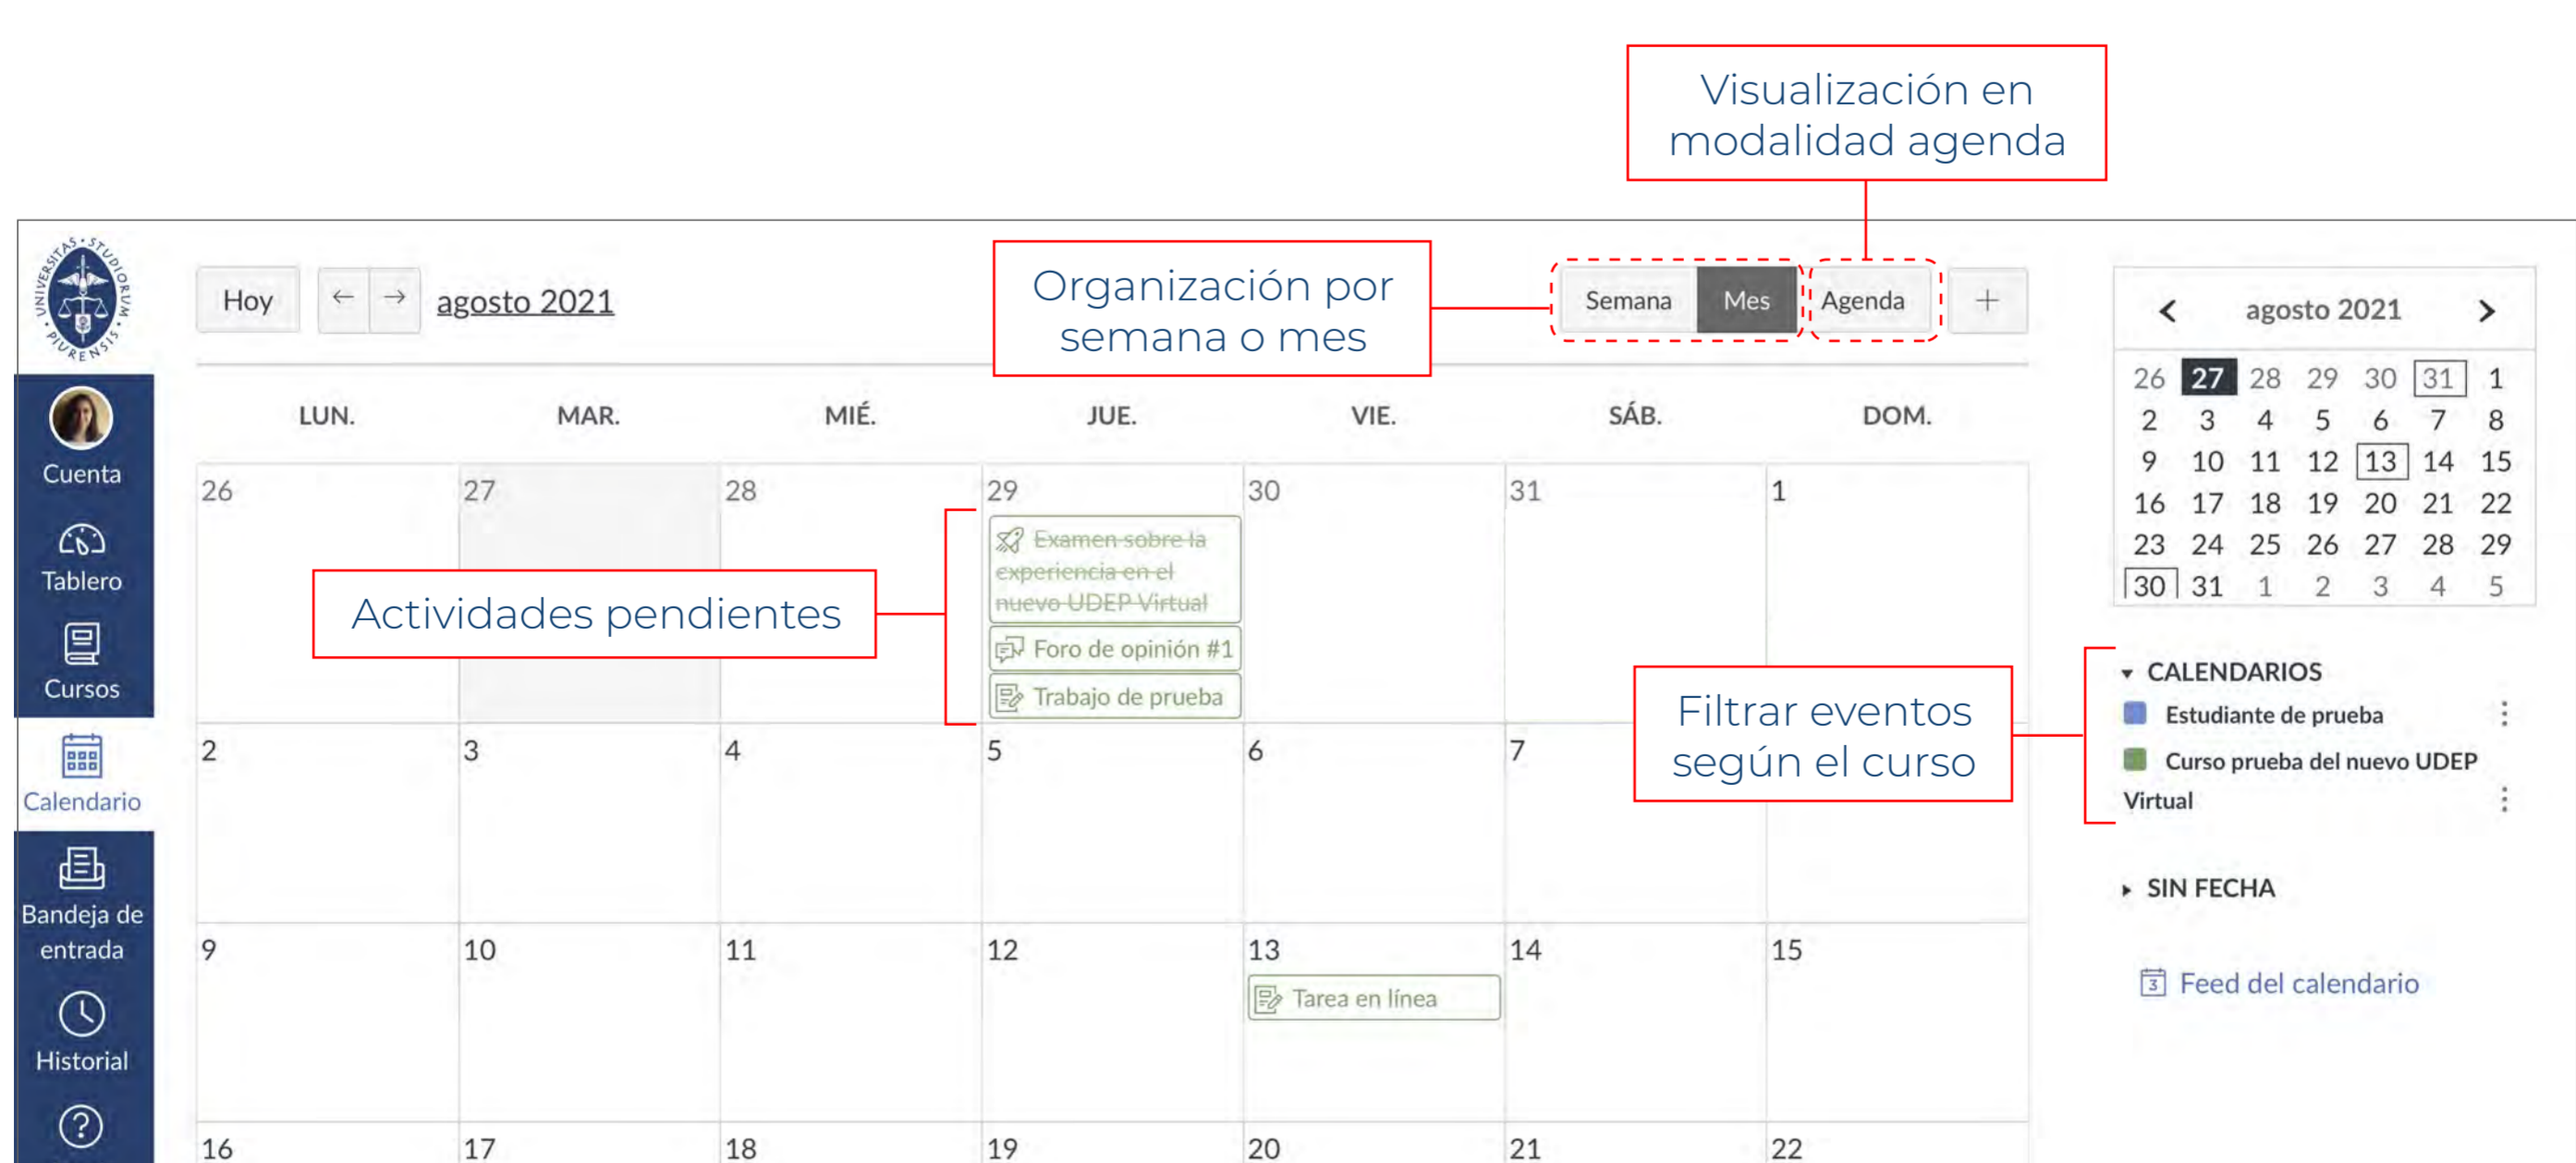 Visualización en
modalidad agenda
UNIVERSITAS · STUDIORUM · PIURENSIS ·
Hoy ← → agosto 2021
Organización por
semana o mes
Semana Mes Agenda +
< agosto 2021 >
26 27 28 29 30 31 1
2 3 4 5 6 7 8
9 10 11 12 13 14 15
16 17 18 19 20 21 22
23 24 25 26 27 28 29
30 31 1 2 3 4 5
Cuenta
Tablero
Cursos
Calendario
Bandeja de
entrada
Historial
?
LUN. MAR. MIÉ. JUE. VIE. SÁB. DOM.
26 27 28 29 30 31 1
Examen sobre la
experiencia en el
nuevo UDEP Virtual
Foro de opinión #1
Trabajo de prueba
Actividades pendientes
2 3 4 5 6 7
9 10 11 12 13 14 15
Tarea en línea
16 17 18 19 20 21 22
Filtrar eventos
según el curso
CALENDARIOS
Estudiante de prueba
Curso prueba del nuevo UDEP
Virtual
SIN FECHA
3 Feed del calendario